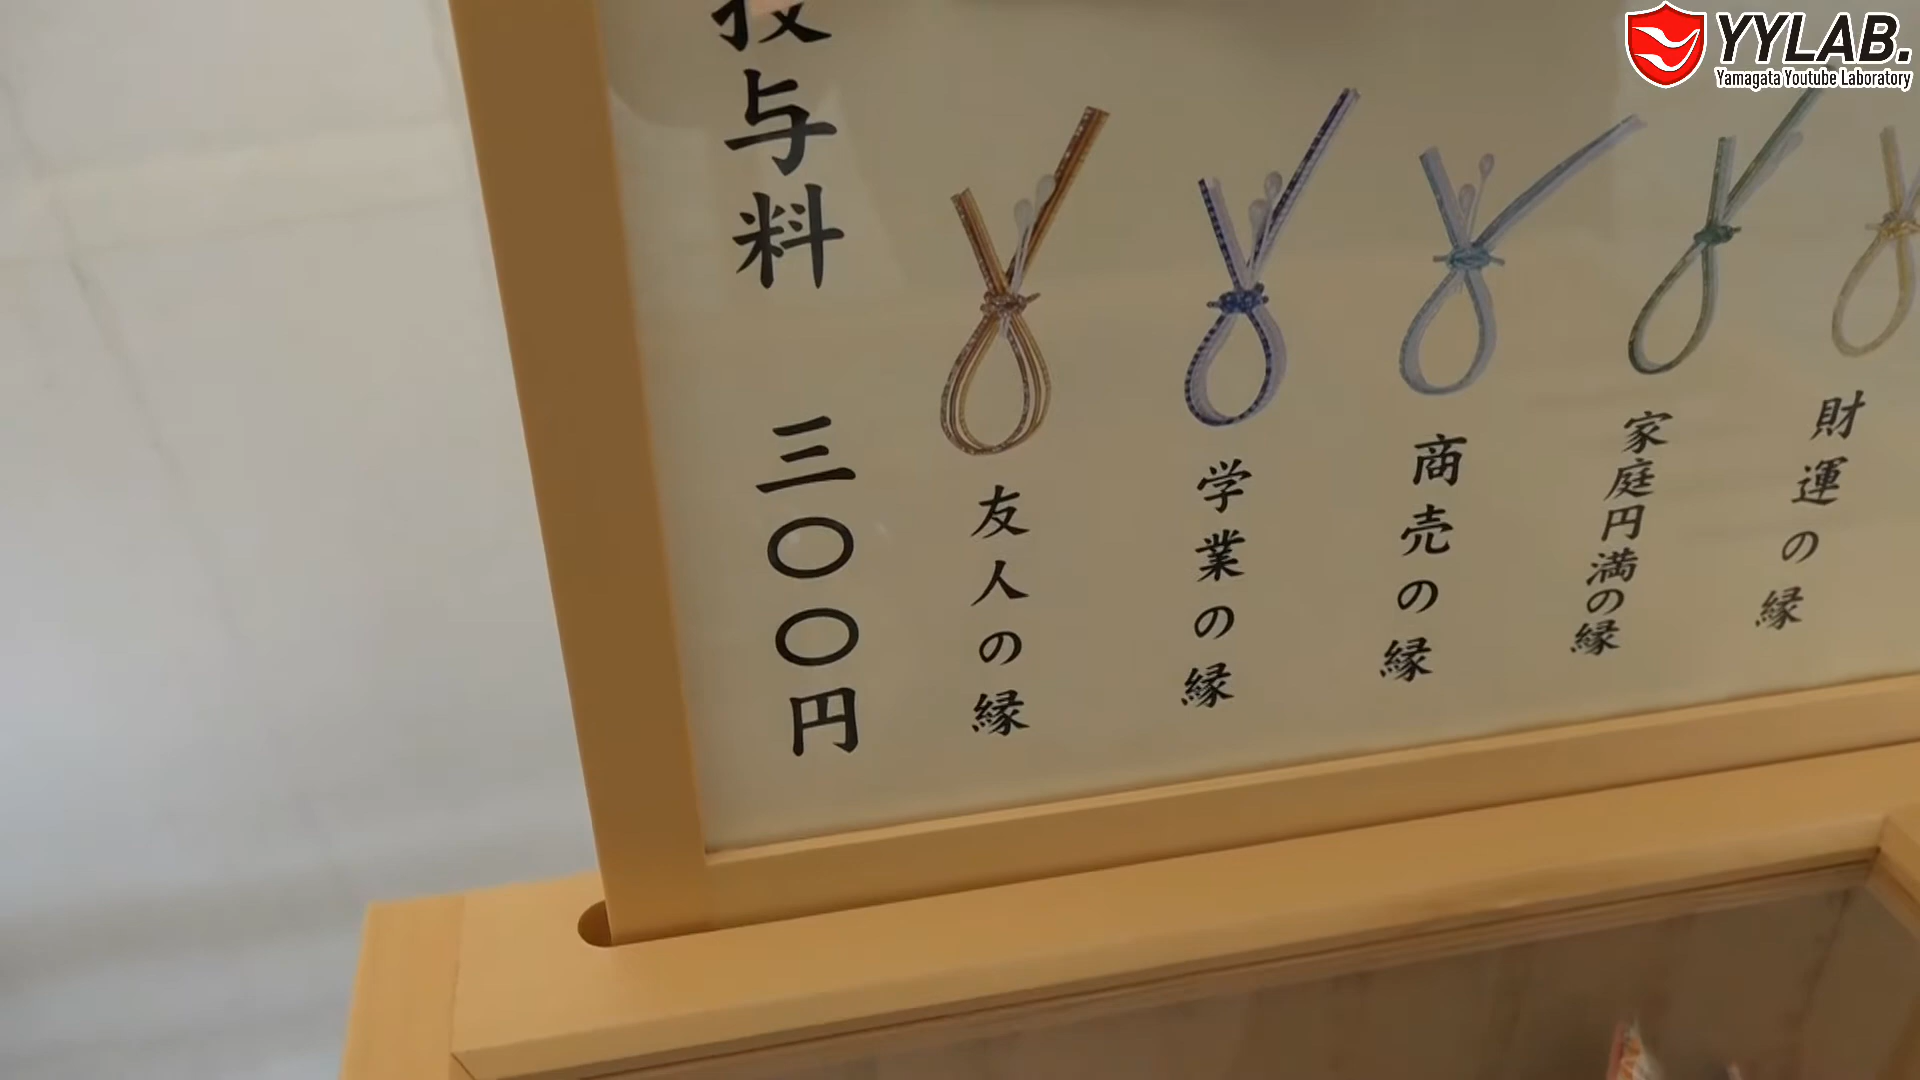 YYLAB.
Yamagata Youtube Laboratory
財運の縁
家庭円満の縁
商売の縁
学業の縁
友人の縁
授与料 三〇〇円